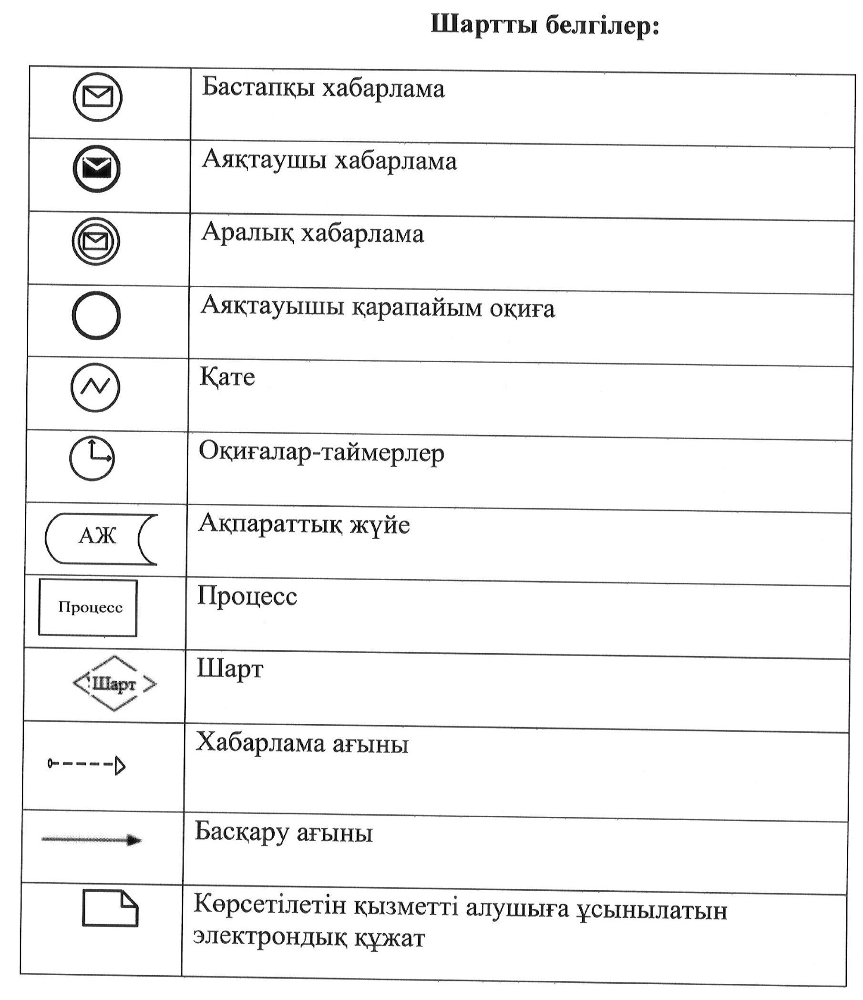 Шартты белгілер:
Бастапқы хабарлама
Аяқтаушы хабарлама
Аралық хабарлама
Аяқтауышы қарапайым оқиға
Қате
Оқиғалар-таймерлер
АЖ
Ақпараттық жүйе
Процесс
Процесс
Шарт
Шарт
Хабарлама ағыны
Басқару ағыны
Көрсетілетін қызметті алушыға ұсынылатын
электрондық құжат